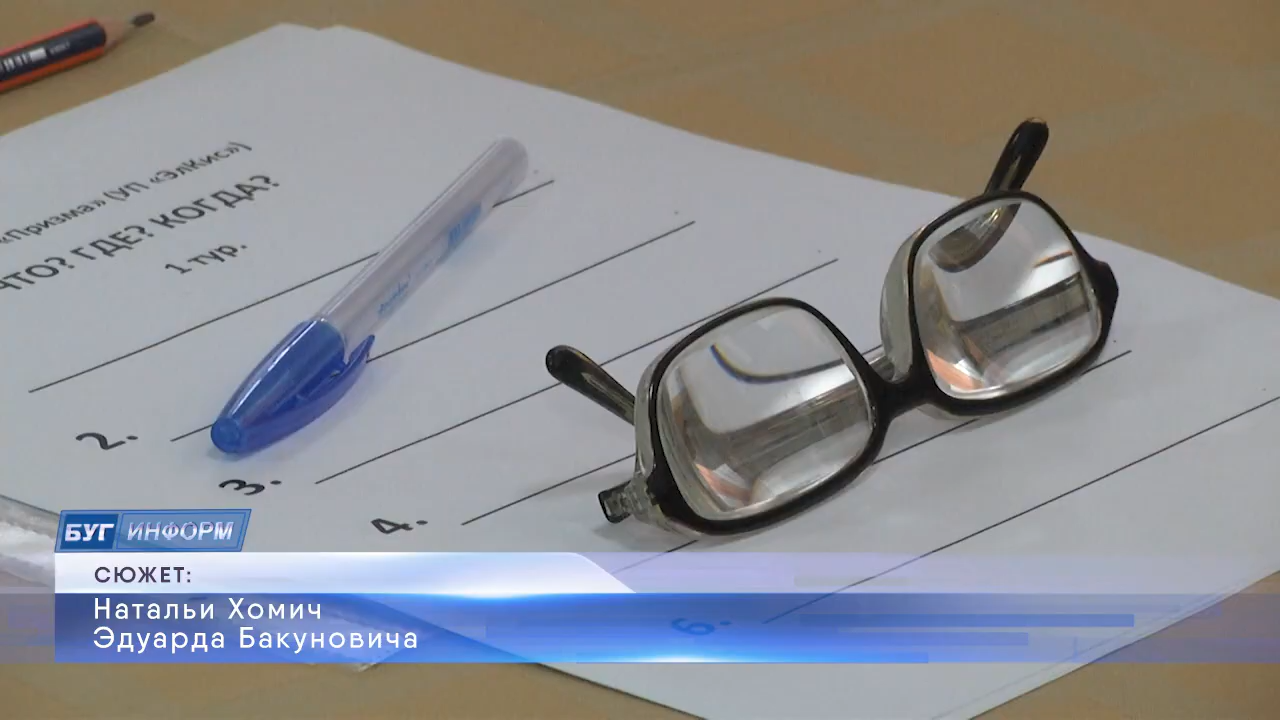 «Призма» (УП «ЭлКис»)
ЧТО? ГДЕ? КОГДА?
1 тур.
2.
3.
4.
6.
БУГ ИНФОРМ
СЮЖЕТ:
Натальи Хомич
Эдуарда Бакуновича